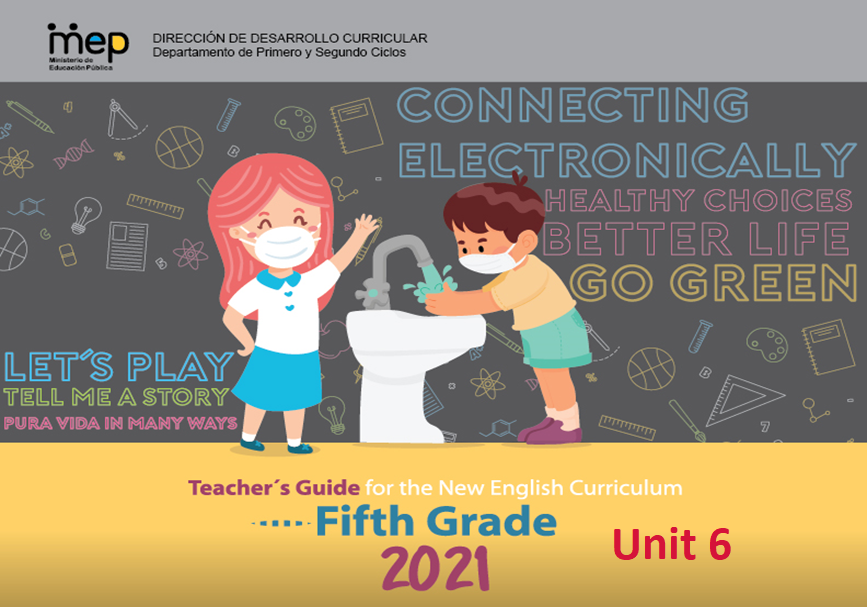 mep
Ministerio de
Educación Pública
DIRECCIÓN DE DESARROLLO CURRICULAR
Departamento de Primero y Segundo Ciclos
CONNECTING
ELECTRONICALLY
HEALTHY CHOICES
BETTER LIFE
GO GREEN
LET´S PLAY
TELL ME A STORY
PURA VIDA IN MANY WAYS
Teacher´s Guide for the New English Curriculum
Fifth Grade
2021
Unit 6